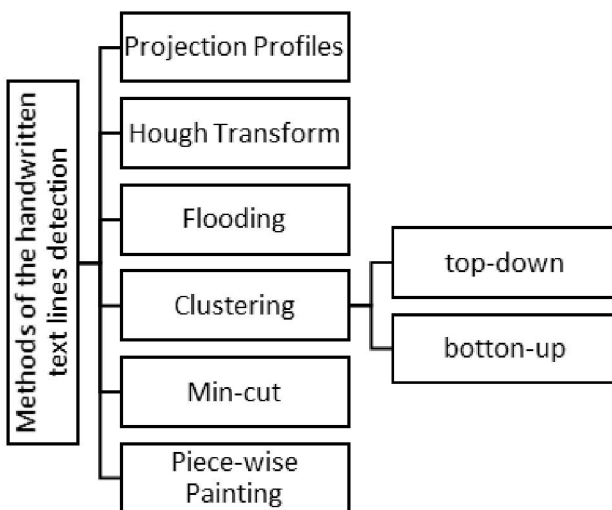 Methods of the handwritten
text lines detection
Projection Profiles
Hough Transform
Flooding
Clustering
top-down
botton-up
Min-cut
Piece-wise
Painting